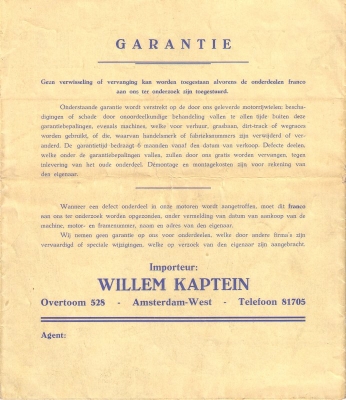 GARANTIE
Geen verwisseling of vervanging kan worden toegestaan alvorens de onderdeelen franco
aan ons ter onderzoek zijn toegestuurd.
Onderstaande garantie wordt verstrekt op de door ons geleverde motorrijwielen: bescha-
digingen of schade door onoordeelkundige behandeling vallen te allen tijde buiten deze
garantiebepalingen, evenals machines, welke voor verhuur, grasbaan, dirt-track of wegraces
worden gebruikt, of die, waarvan handelsmerk of fabrieksnummers zijn verwijderd of ver-
anderd. De garantietijd bedraagt 6 maanden vanaf den datum van verkoop. Defecte deelen,
welke onder de garantiebepalingen vallen, zullen door ons gratis worden vervangen, tegen
inlevering van het oude onderdeel. Démontage en montagekosten zijn voor rekening van
den eigenaar.
Wanneer een defect onderdeel in onze motoren wordt aangetroffen, moet dit franco
aan ons ter onderzoek worden opgezonden, onder vermelding van datum van aankoop van de
machine, motor- en framenummer, naam en adres van den eigenaar.
Wij nemen geen garantie op ons voor onderdeelen, welke door andere firma's zijn
vervaardigd of speciale wijzigingen, welke op verzoek van den eigenaar zijn aangebracht.
Importeur:
WILLEM KAPTEIN
Overtoom 528 - Amsterdam-West - Telefoon 81705
Agent: